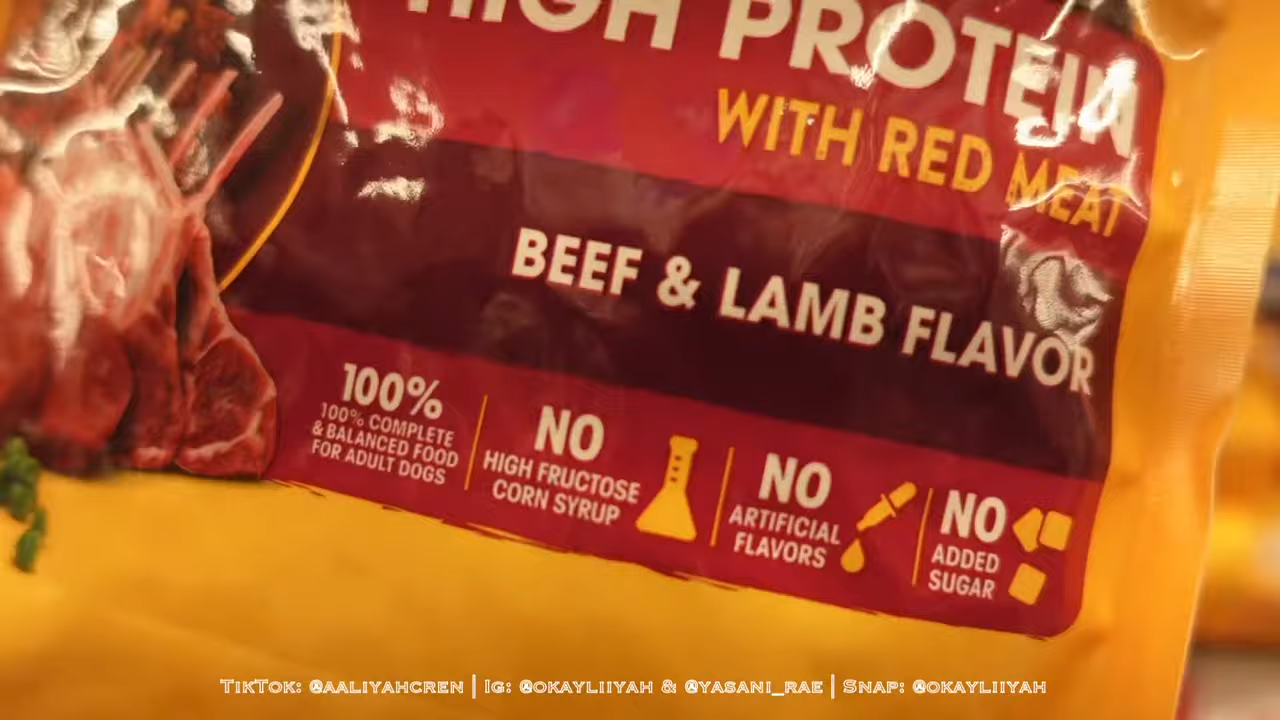 HIGH PROTEIN
WITH RED MEAT
BEEF & LAMB FLAVOR
100%
100% COMPLETE
& BALANCED FOOD
FOR ADULT DOGS
NO
HIGH FRUCTOSE
CORN SYRUP
NO
ARTIFICIAL
FLAVORS
NO
ADDED
SUGAR
TikTok: @aaliyahcren | Ig: @okayliiyah & @yasani_rae | Snap: @okayliiyah